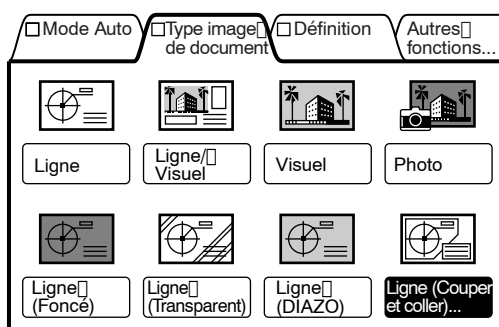 Mode Auto
Type image
de document
Définition
Autres
fonctions...
Ligne
Ligne/
Visuel
Visuel
Photo
Ligne
(Foncé)
Ligne
(Transparent)
Ligne
(DIAZO)
Ligne (Couper
et coller)...